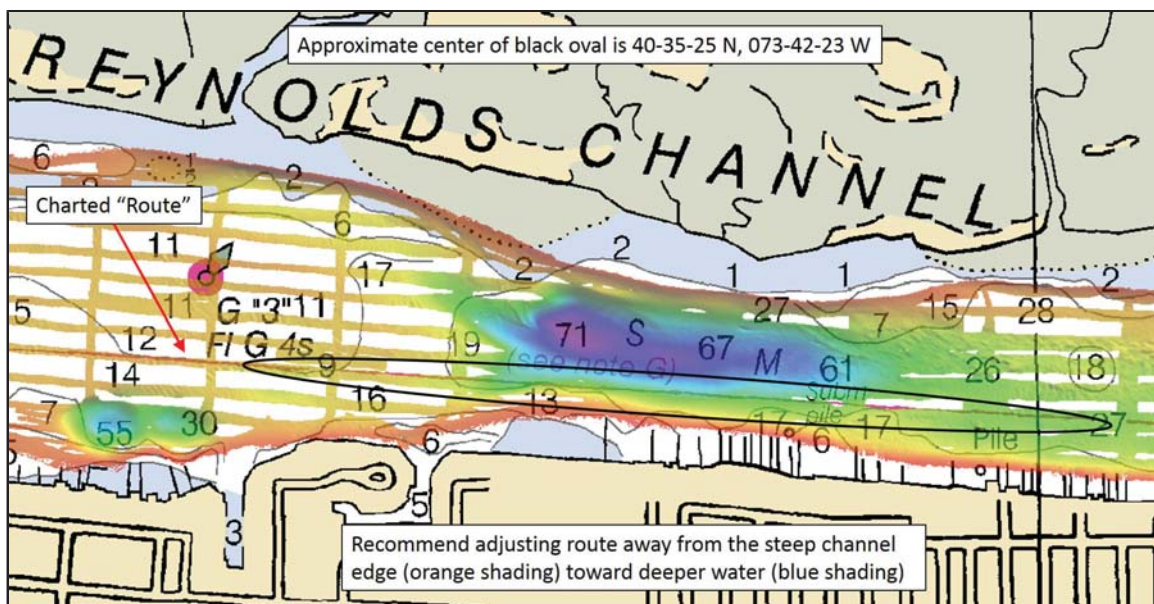 Approximate center of black oval is 40-35-25 N, 073-42-23 W
REYNOLDS CHANNEL
6
2
Charted "Route"
11
6
17
2
2
1
1
2
27
15
28
7
11
G "3" 11
Fl G 4s
5
12
19
71
S
67
M
61
26
18
(see note G)
9
14
16
13
Subm
pile
17
17
27
7
55
30
6
6
Pile
5
3
5
Recommend adjusting route away from the steep channel
edge (orange shading) toward deeper water (blue shading)